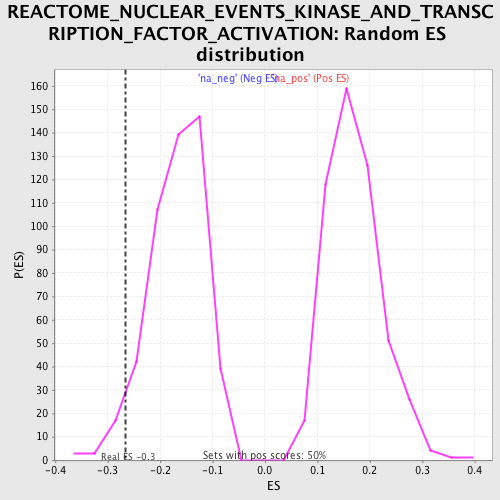 REACTOME_NUCLEAR_EVENTS_KINASE_AND_TRANSC
RIPTION_FACTOR_ACTIVATION: Random ES
distribution
'na_neg' (Neg ES)
'na_pos' (Pos ES)
160
150
140
130
120
110
100
90
80
70
60
50
40
30
20
10
0
P(ES)
Real ES -0.3
Sets with pos scores: 50%
-0.4 -0.3 -0.2 -0.1 0.0 0.1 0.2 0.3 0.4
ES